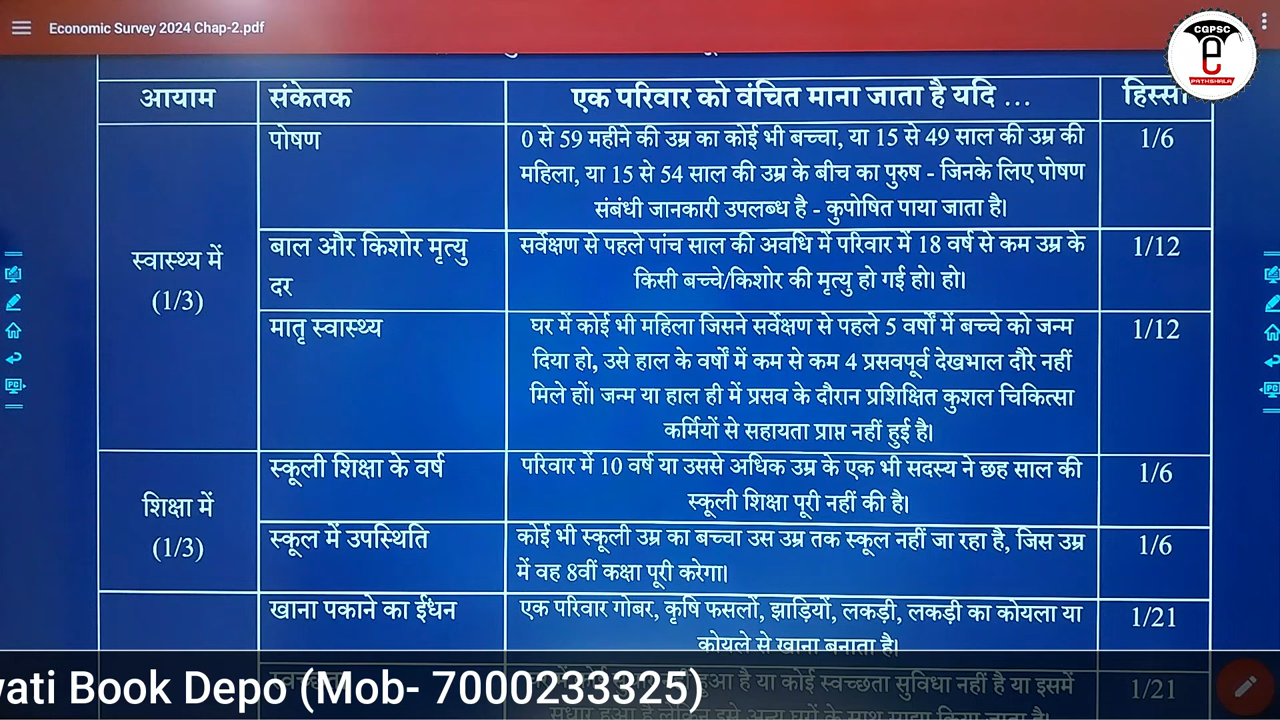 Economic Survey 2024 Chap-2.pdf
CGPSC
e
PATHSHALA
आयाम
संकेतक
एक परिवार को वंचित माना जाता है यदि ...
हिस्सा
स्वास्थ्य में
(1/3)
पोषण
0 से 59 महीने की उम्र का कोई भी बच्चा, या 15 से 49 साल की उम्र की
महिला, या 15 से 54 साल की उम्र के बीच का पुरुष - जिनके लिए पोषण
संबंधी जानकारी उपलब्ध है - कुपोषित पाया जाता है।
1/6
बाल और किशोर मृत्यु
दर
सर्वेक्षण से पहले पांच साल की अवधि में परिवार में 18 वर्ष से कम उम्र के
किसी बच्चे/किशोर की मृत्यु हो गई हो। हो।
1/12
मातृ स्वास्थ्य
घर में कोई भी महिला जिसने सर्वेक्षण से पहले 5 वर्षों में बच्चे को जन्म
दिया हो, उसे हाल के वर्षों में कम से कम 4 प्रसवपूर्व देखभाल दौरे नहीं
मिले हों। जन्म या हाल ही में प्रसव के दौरान प्रशिक्षित कुशल चिकित्सा
कर्मियों से सहायता प्राप्त नहीं हुई है।
1/12
शिक्षा में
(1/3)
स्कूली शिक्षा के वर्ष
परिवार में 10 वर्ष या उससे अधिक उम्र के एक भी सदस्य ने छह साल की
स्कूली शिक्षा पूरी नहीं की है।
1/6
स्कूल में उपस्थिति
कोई भी स्कूली उम्र का बच्चा उस उम्र तक स्कूल नहीं जा रहा है, जिस उम्र
में वह 8वीं कक्षा पूरी करेगा।
1/6
खाना पकाने का ईंधन
एक परिवार गोबर, कृषि फसलों, झाड़ियों, लकड़ी, लकड़ी का कोयला या
कोयले से खाना बनाता है।
1/21
हुआ है या कोई स्वच्छता सुविधा नहीं है या इसमें
1/21
vati Book Depo (Mob- 7000233325)